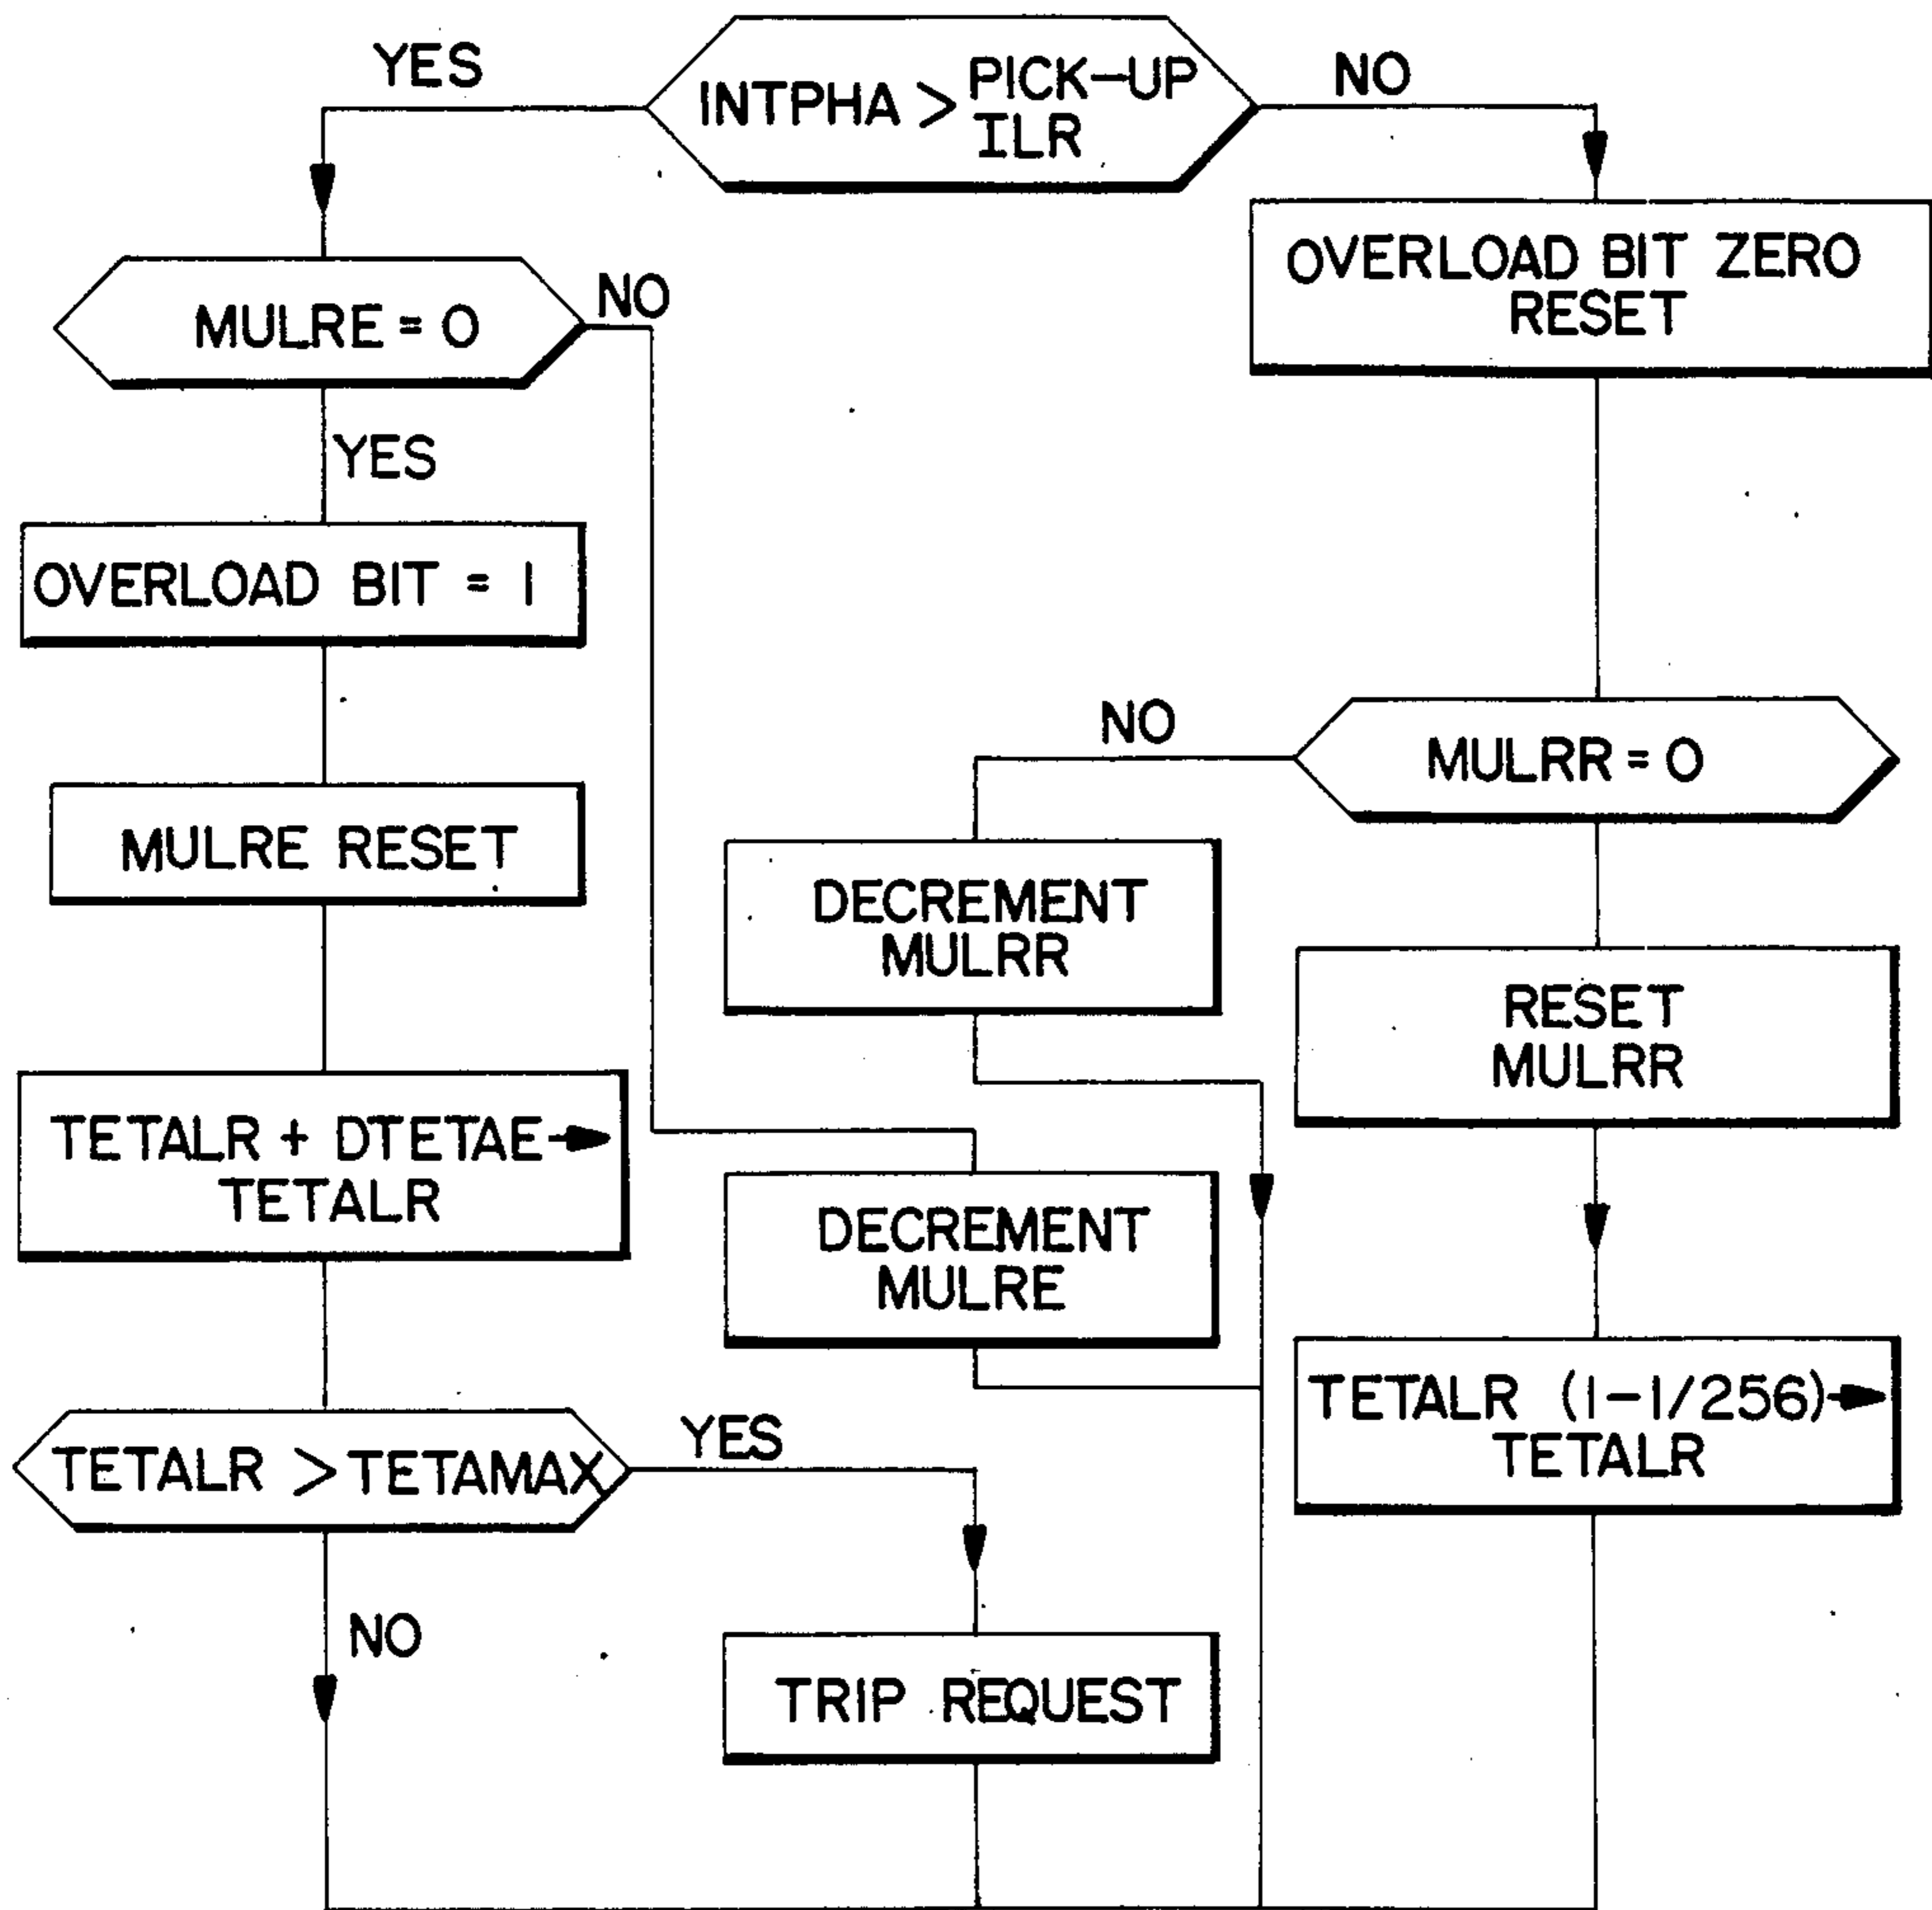 YES
INTPHA > PICK-UP
ILR
NO
MULRE = 0
NO
OVERLOAD BIT ZERO
RESET
YES
OVERLOAD BIT = 1
NO
MULRR = 0
MULRE RESET
DECREMENT
MULRR
RESET
MULRR
TETALR + DTETAE →
TETALR
DECREMENT
MULRE
TETALR (1-1/256) →
TETALR
TETALR > TETAMAX
YES
NO
TRIP REQUEST